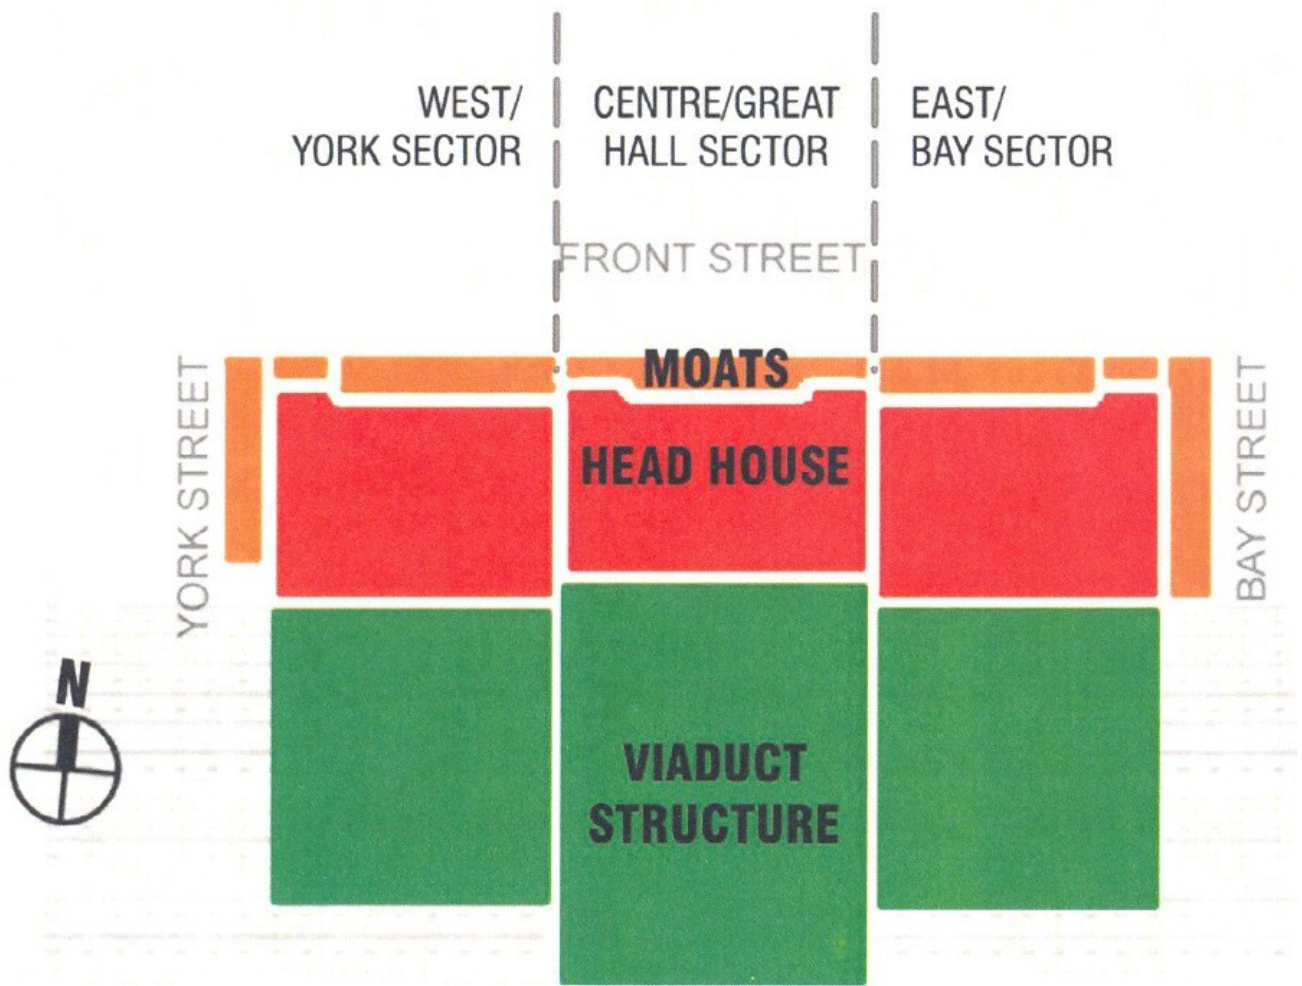 WEST/
YORK SECTOR
CENTRE/GREAT
HALL SECTOR
EAST/
BAY SECTOR
FRONT STREET
MOATS
HEAD HOUSE
YORK STREET
BAY STREET
N
VIADUCT
STRUCTURE